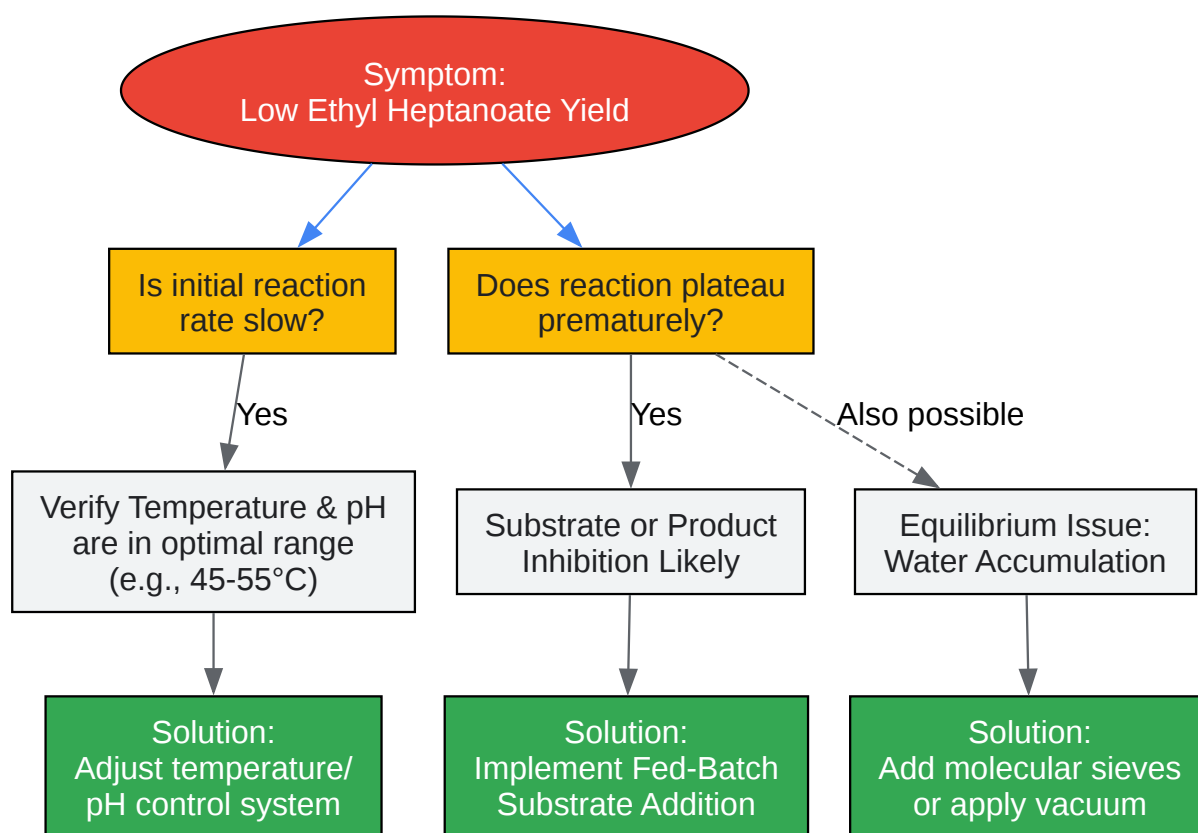 Symptom:
Low Ethyl Heptanoate Yield
Is initial reaction
rate slow?
Does reaction plateau
prematurely?
Yes
Yes
Also possible
Verify Temperature & pH
are in optimal range
(e.g., 45-55°C)
Substrate or Product
Inhibition Likely
Equilibrium Issue:
Water Accumulation
Solution:
Adjust temperature/
pH control system
Solution:
Implement Fed-Batch
Substrate Addition
Solution:
Add molecular sieves
or apply vacuum